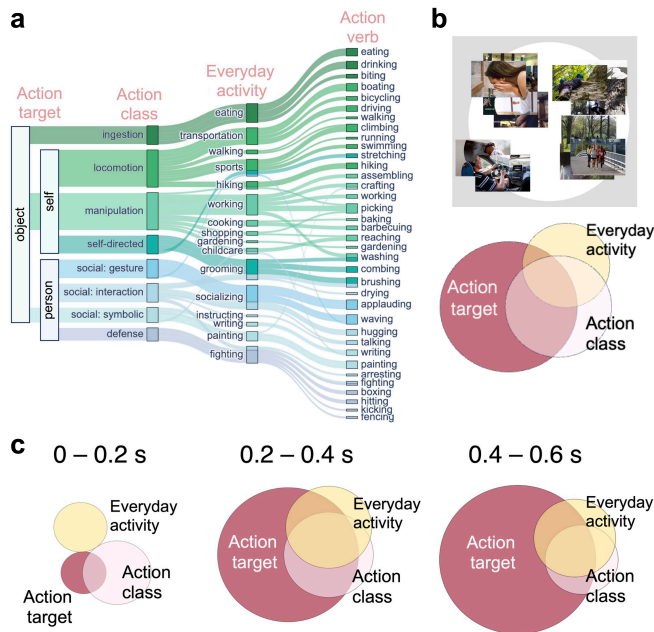 a
Action target
Action class
Everyday activity
Action verb
object
self
person
ingestion
locomotion
manipulation
self-directed
social: gesture
social: interaction
social: symbolic
defense
eating
transportation
walking
sports
hiking
working
cooking
shopping
gardening
childcare
grooming
socializing
instructing
writing
painting
fighting
eating
drinking
biting
boating
bicycling
driving
walking
climbing
running
swimming
stretching
hiking
assembling
crafting
working
picking
baking
barbecuing
reaching
gardening
washing
combing
brushing
drying
applauding
waving
hugging
talking
writing
painting
arresting
fighting
boxing
hitting
kicking
fencing
b
Everyday
activity
Action
target
Action
class
c
0 – 0.2 s
Everyday
activity
Action
target
Action
class
0.2 – 0.4 s
Everyday
activity
Action
target
Action
class
0.4 – 0.6 s
Everyday
activity
Action
target
Action
class